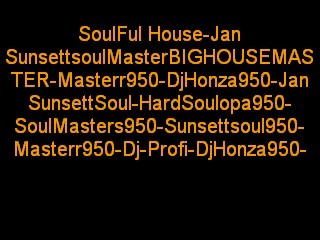 SoulFul House-Jan
SunsettsoulMasterBIGHOUSEMAS
TER-Masterr950-DjHonza950-Jan
SunsettSoul-HardSoulopa950-
SoulMasters950-Sunsettsoul950-
Masterr950-Dj-Profi-DjHonza950-